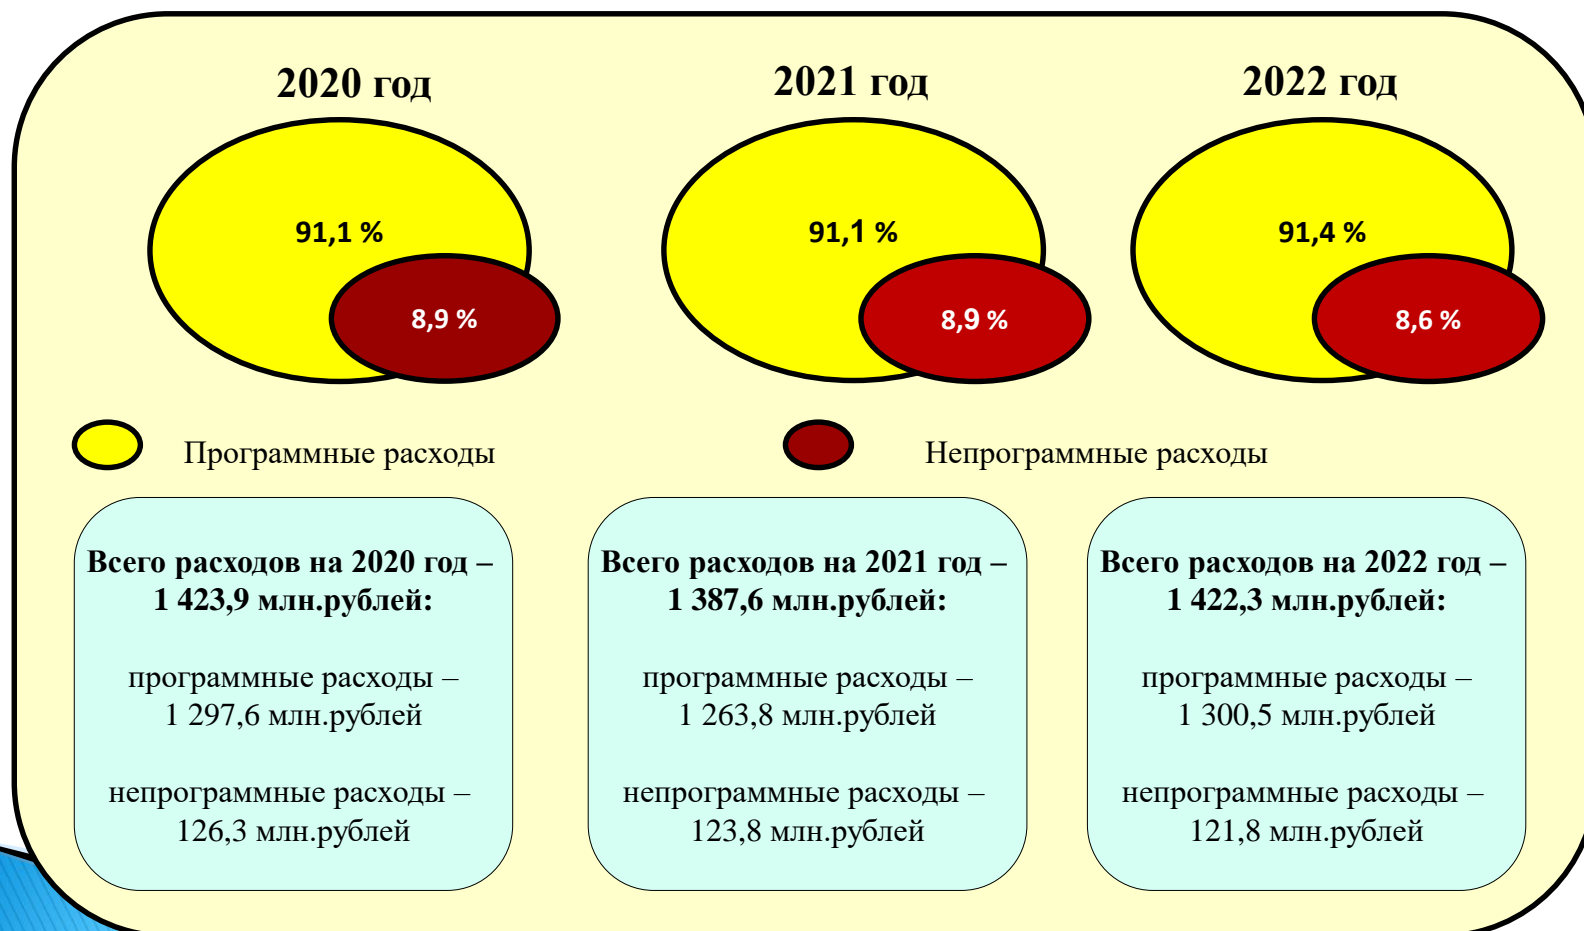 2020 год
2021 год
2022 год
91,1 %
91,1 %
91,4 %
8,9 %
8,9 %
8,6 %
Программные расходы
Непрограммные расходы
Всего расходов на 2020 год –
1 423,9 млн.рублей:
программные расходы –
1 297,6 млн.рублей
непрограммные расходы –
126,3 млн.рублей
Всего расходов на 2021 год –
1 387,6 млн.рублей:
программные расходы –
1 263,8 млн.рублей
непрограммные расходы –
123,8 млн.рублей
Всего расходов на 2022 год –
1 422,3 млн.рублей:
программные расходы –
1 300,5 млн.рублей
непрограммные расходы –
121,8 млн.рублей